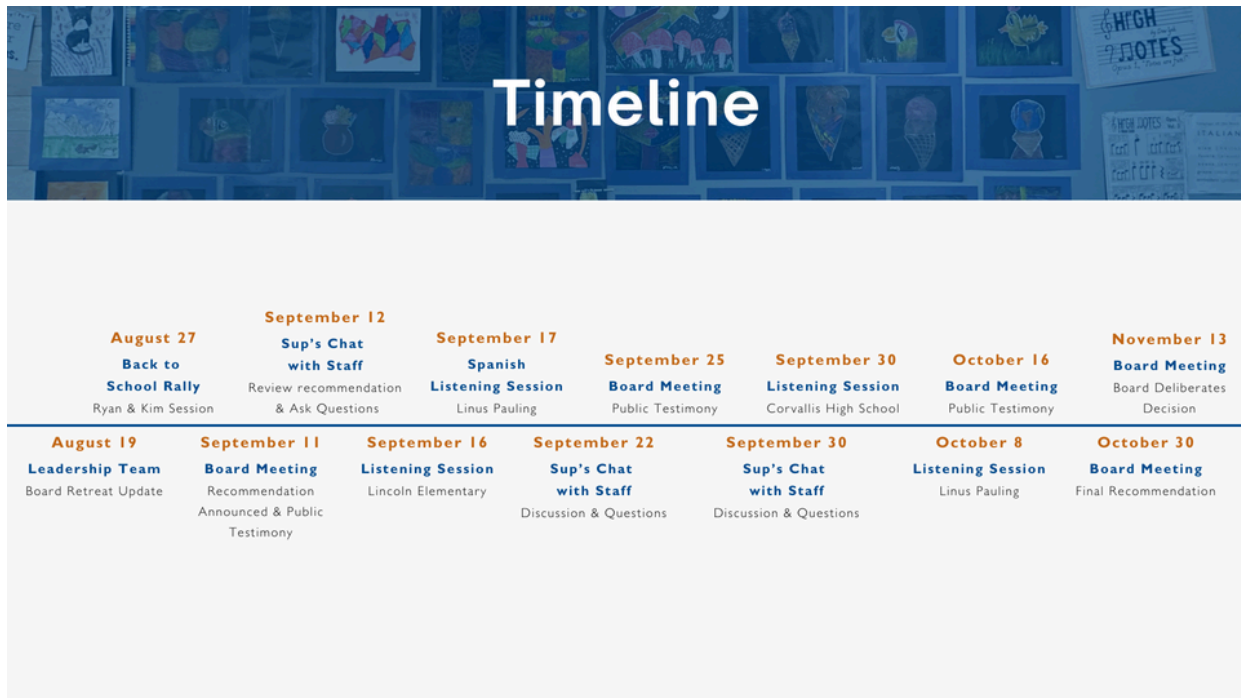 HIGH
NOTES
Timeline
HIGH NOTES
ITALIAN
August 27
Back to
School Rally
Ryan & Kim Session
September 12
Sup's Chat
with Staff
Review recommendation
& Ask Questions
September 17
Spanish
Listening Session
Linus Pauling
September 25
Board Meeting
Public Testimony
September 30
Listening Session
Corvallis High School
October 16
Board Meeting
Public Testimony
November 13
Board Meeting
Board Deliberates
Decision
August 19
Leadership Team
Board Retreat Update
September 11
Board Meeting
Recommendation
Announced & Public
Testimony
September 16
Listening Session
Lincoln Elementary
September 22
Sup's Chat
with Staff
Discussion & Questions
September 30
Sup's Chat
with Staff
Discussion & Questions
October 8
Listening Session
Linus Pauling
October 30
Board Meeting
Final Recommendation